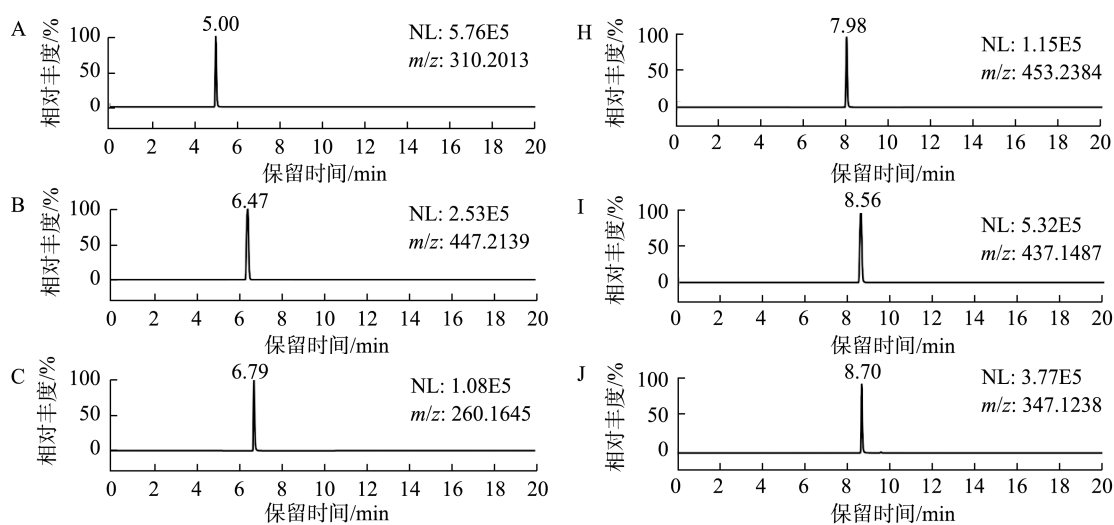 A
相对丰度/%
100
50
0
5.00
NL: 5.76E5
m/z: 310.2013
0 2 4 6 8 10 12 14 16 18 20
保留时间/min
B
相对丰度/%
100
50
0
6.47
NL: 2.53E5
m/z: 447.2139
0 2 4 6 8 10 12 14 16 18 20
保留时间/min
C
相对丰度/%
100
50
0
6.79
NL: 1.08E5
m/z: 260.1645
0 2 4 6 8 10 12 14 16 18 20
保留时间/min
H
相对丰度/%
100
50
0
7.98
NL: 1.15E5
m/z: 453.2384
0 2 4 6 8 10 12 14 16 18 20
保留时间/min
I
相对丰度/%
100
50
0
8.56
NL: 5.32E5
m/z: 437.1487
0 2 4 6 8 10 12 14 16 18 20
保留时间/min
J
相对丰度/%
100
50
0
8.70
NL: 3.77E5
m/z: 347.1238
0 2 4 6 8 10 12 14 16 18 20
保留时间/min